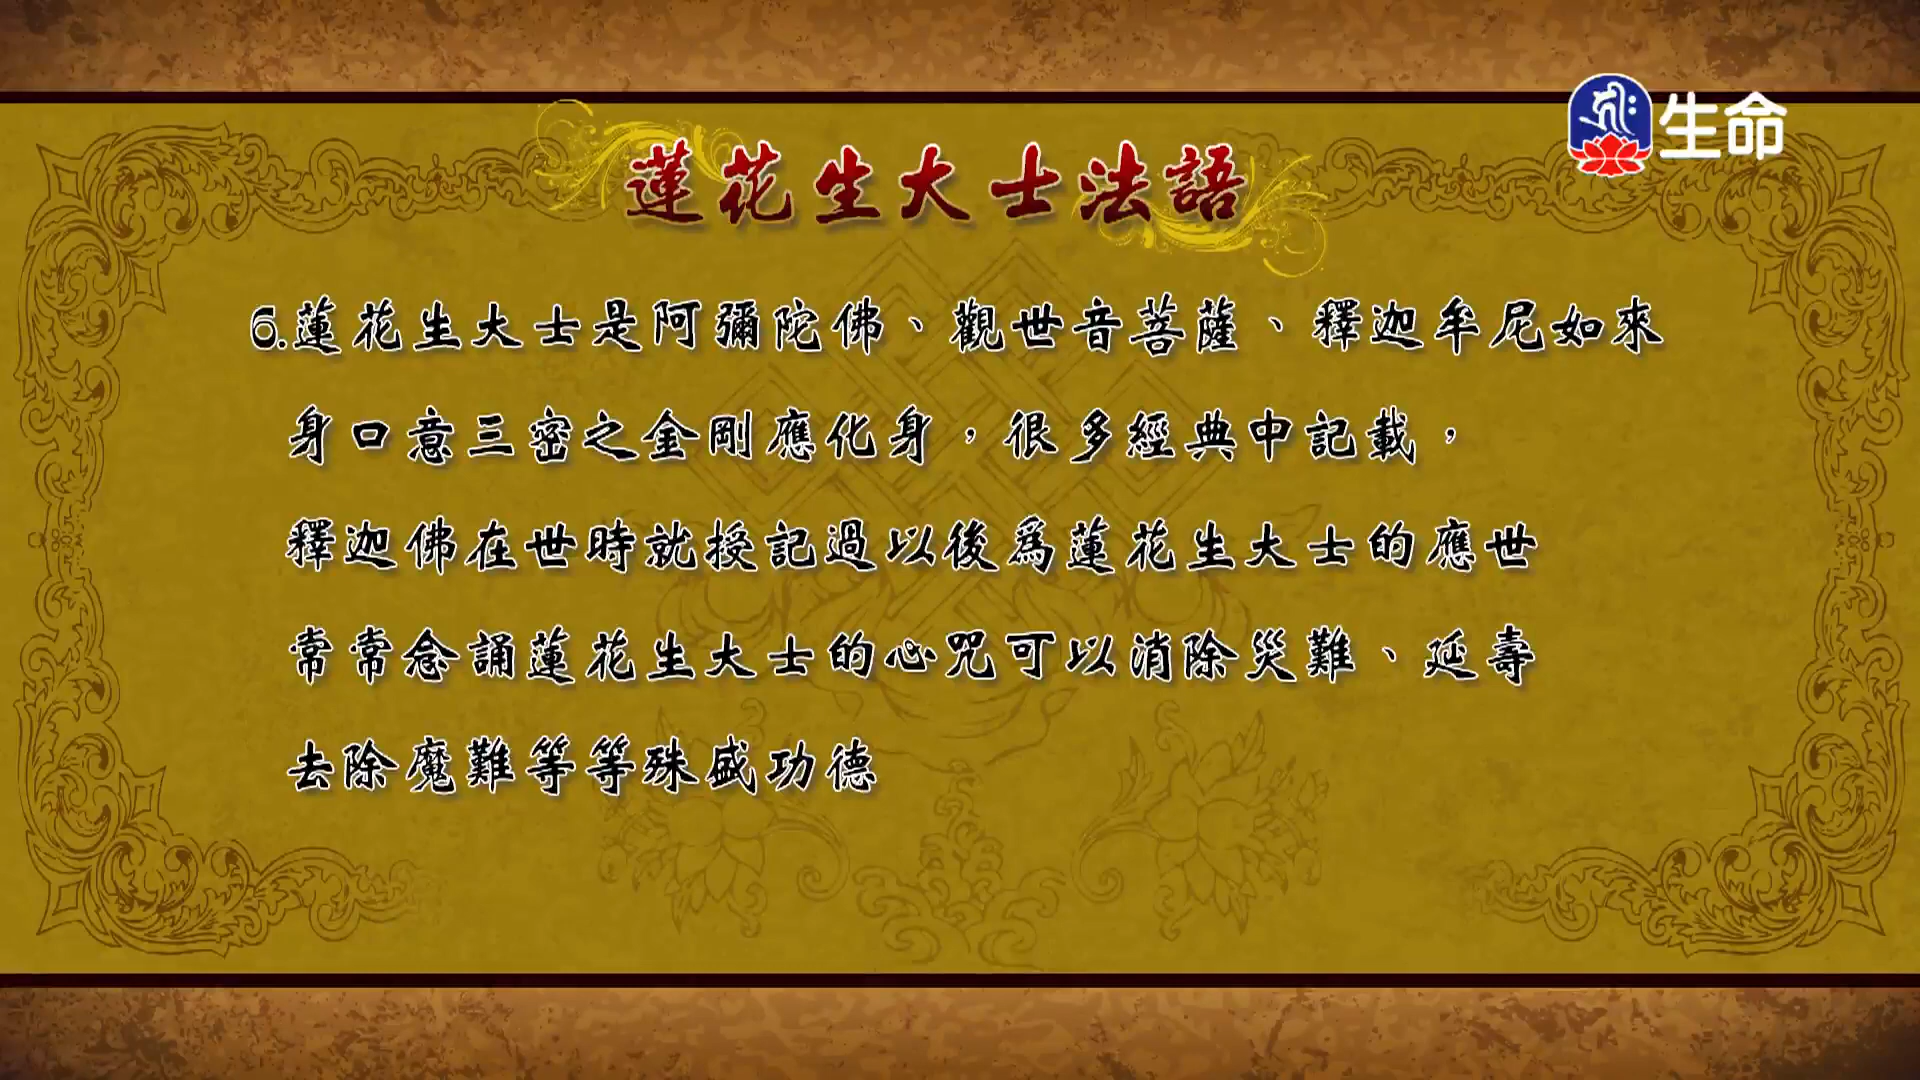 生命
蓮花生大士法語
6.蓮花生大士是阿彌陀佛、觀世音菩薩、釋迦牟尼如來
身口意三密之金剛應化身，很多經典中記載，
釋迦佛在世時就授記過以後為蓮花生大士的應世
常常念誦蓮花生大士的心咒可以消除災難、延壽
去除魔難等等殊盛功德